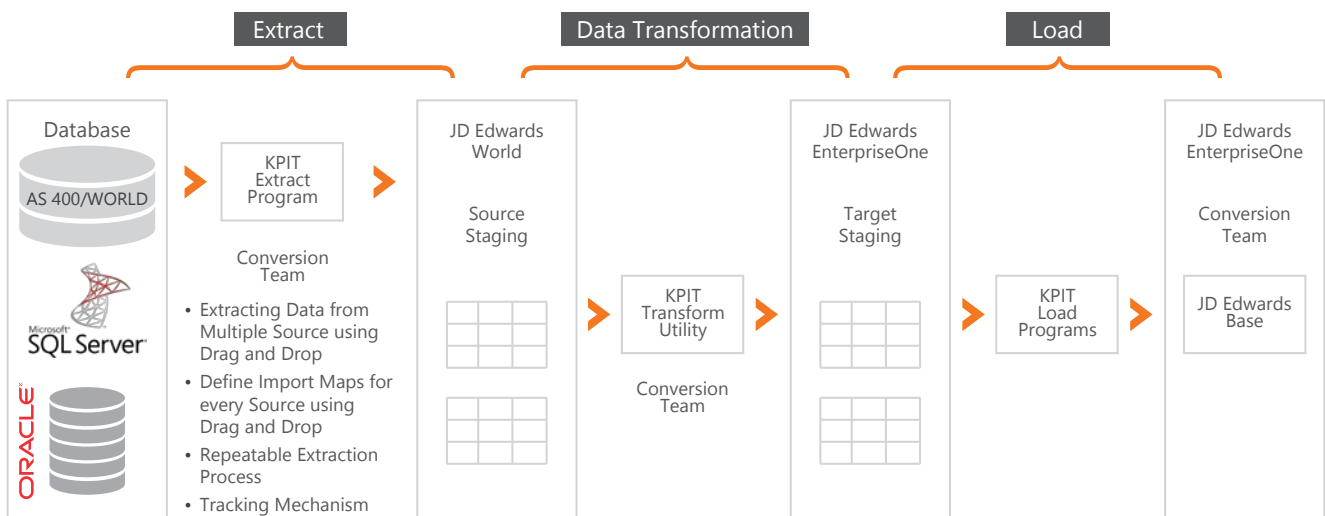 Extract
Data Transformation
Load
Database
AS 400/WORLD
Microsoft®
SQL Server®
ORACLE®
KPIT
Extract
Program
Conversion
Team
• Extracting Data from
Multiple Source using
Drag and Drop
• Define Import Maps for
every Source using
Drag and Drop
• Repeatable Extraction
Process
• Tracking Mechanism
JD Edwards
World
Source
Staging
KPIT
Transform
Utility
Conversion
Team
JD Edwards
EnterpriseOne
Target
Staging
KPIT
Load
Programs
JD Edwards
EnterpriseOne
Conversion
Team
JD Edwards
Base